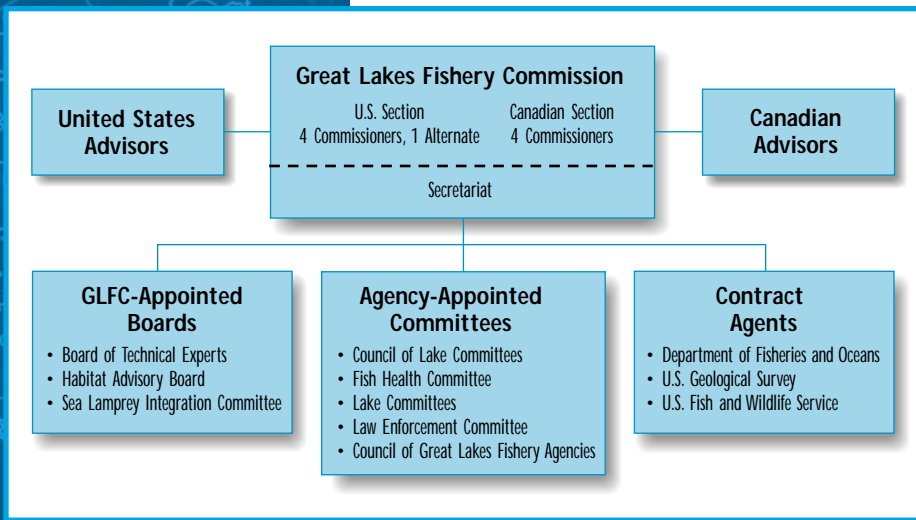 Great Lakes Fishery Commission
U.S. Section
4 Commissioners, 1 Alternate
Canadian Section
4 Commissioners
Secretariat
United States
Advisors
Canadian
Advisors
GLFC-Appointed
Boards
• Board of Technical Experts
• Habitat Advisory Board
• Sea Lamprey Integration Committee
Agency-Appointed
Committees
• Council of Lake Committees
• Fish Health Committee
• Lake Committees
• Law Enforcement Committee
• Council of Great Lakes Fishery Agencies
Contract
Agents
• Department of Fisheries and Oceans
• U.S. Geological Survey
• U.S. Fish and Wildlife Service